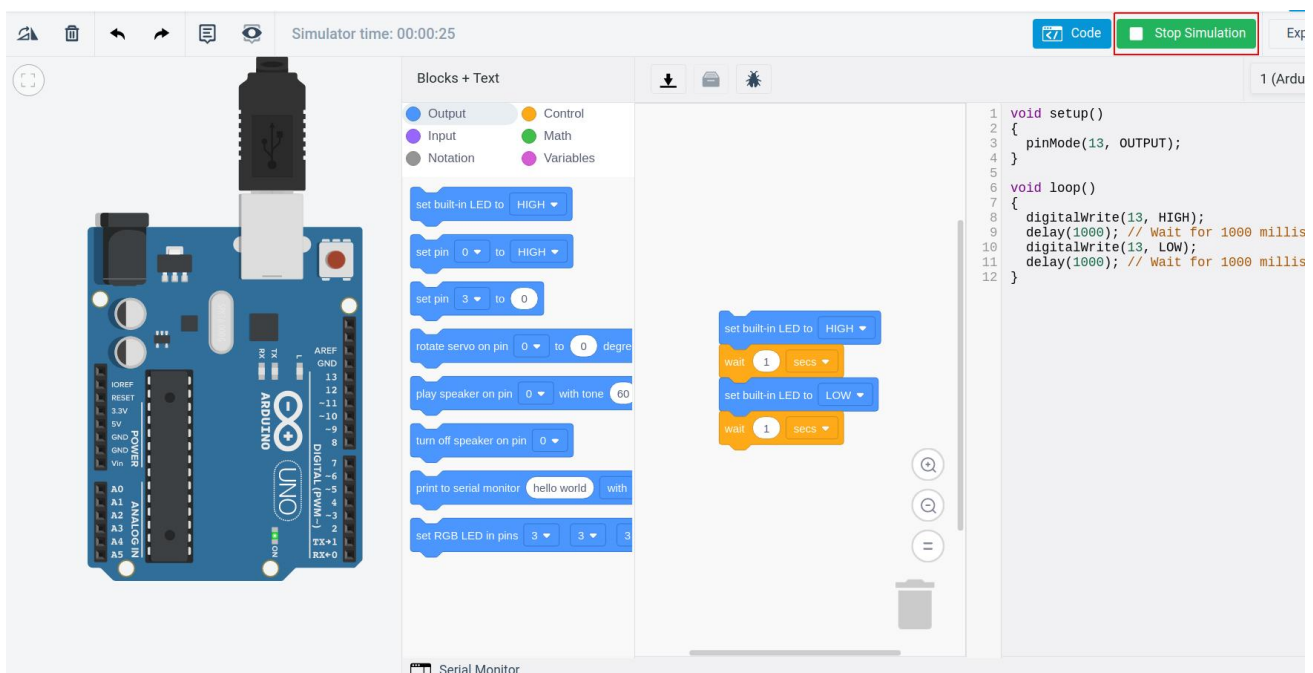 Simulator time: 00:00:25
Code
Stop Simulation
Exp
Blocks + Text
1 (Ardu
Output
Control
Input
Math
Notation
Variables
set built-in LED to HIGH
set pin 0 to HIGH
set pin 3 to 0
rotate servo on pin 0 to 0 degre
play speaker on pin 0 with tone 60
turn off speaker on pin 0
print to serial monitor hello world with
set RGB LED in pins 3 3 3
set built-in LED to HIGH
wait 1 secs
set built-in LED to LOW
wait 1 secs
1 void setup()
2 {
3 pinMode(13, OUTPUT);
4 }
5
6 void loop()
7 {
8 digitalWrite(13, HIGH);
9 delay(1000); // Wait for 1000 millis
10 digitalWrite(13, LOW);
11 delay(1000); // Wait for 1000 millis
12 }
RX
TX
L
AREF
GND
13
12
~11
~10
~9
8
7
~6
~5
4
~3
2
TX→1
RX←0
DIGITAL (PWM~)
ARDUINO
UNO
ON
IOREF
RESET
3.3V
5V
GND
GND
Vin
POWER
A0
A1
A2
A3
A4
A5
ANALOG IN
Serial Monitor